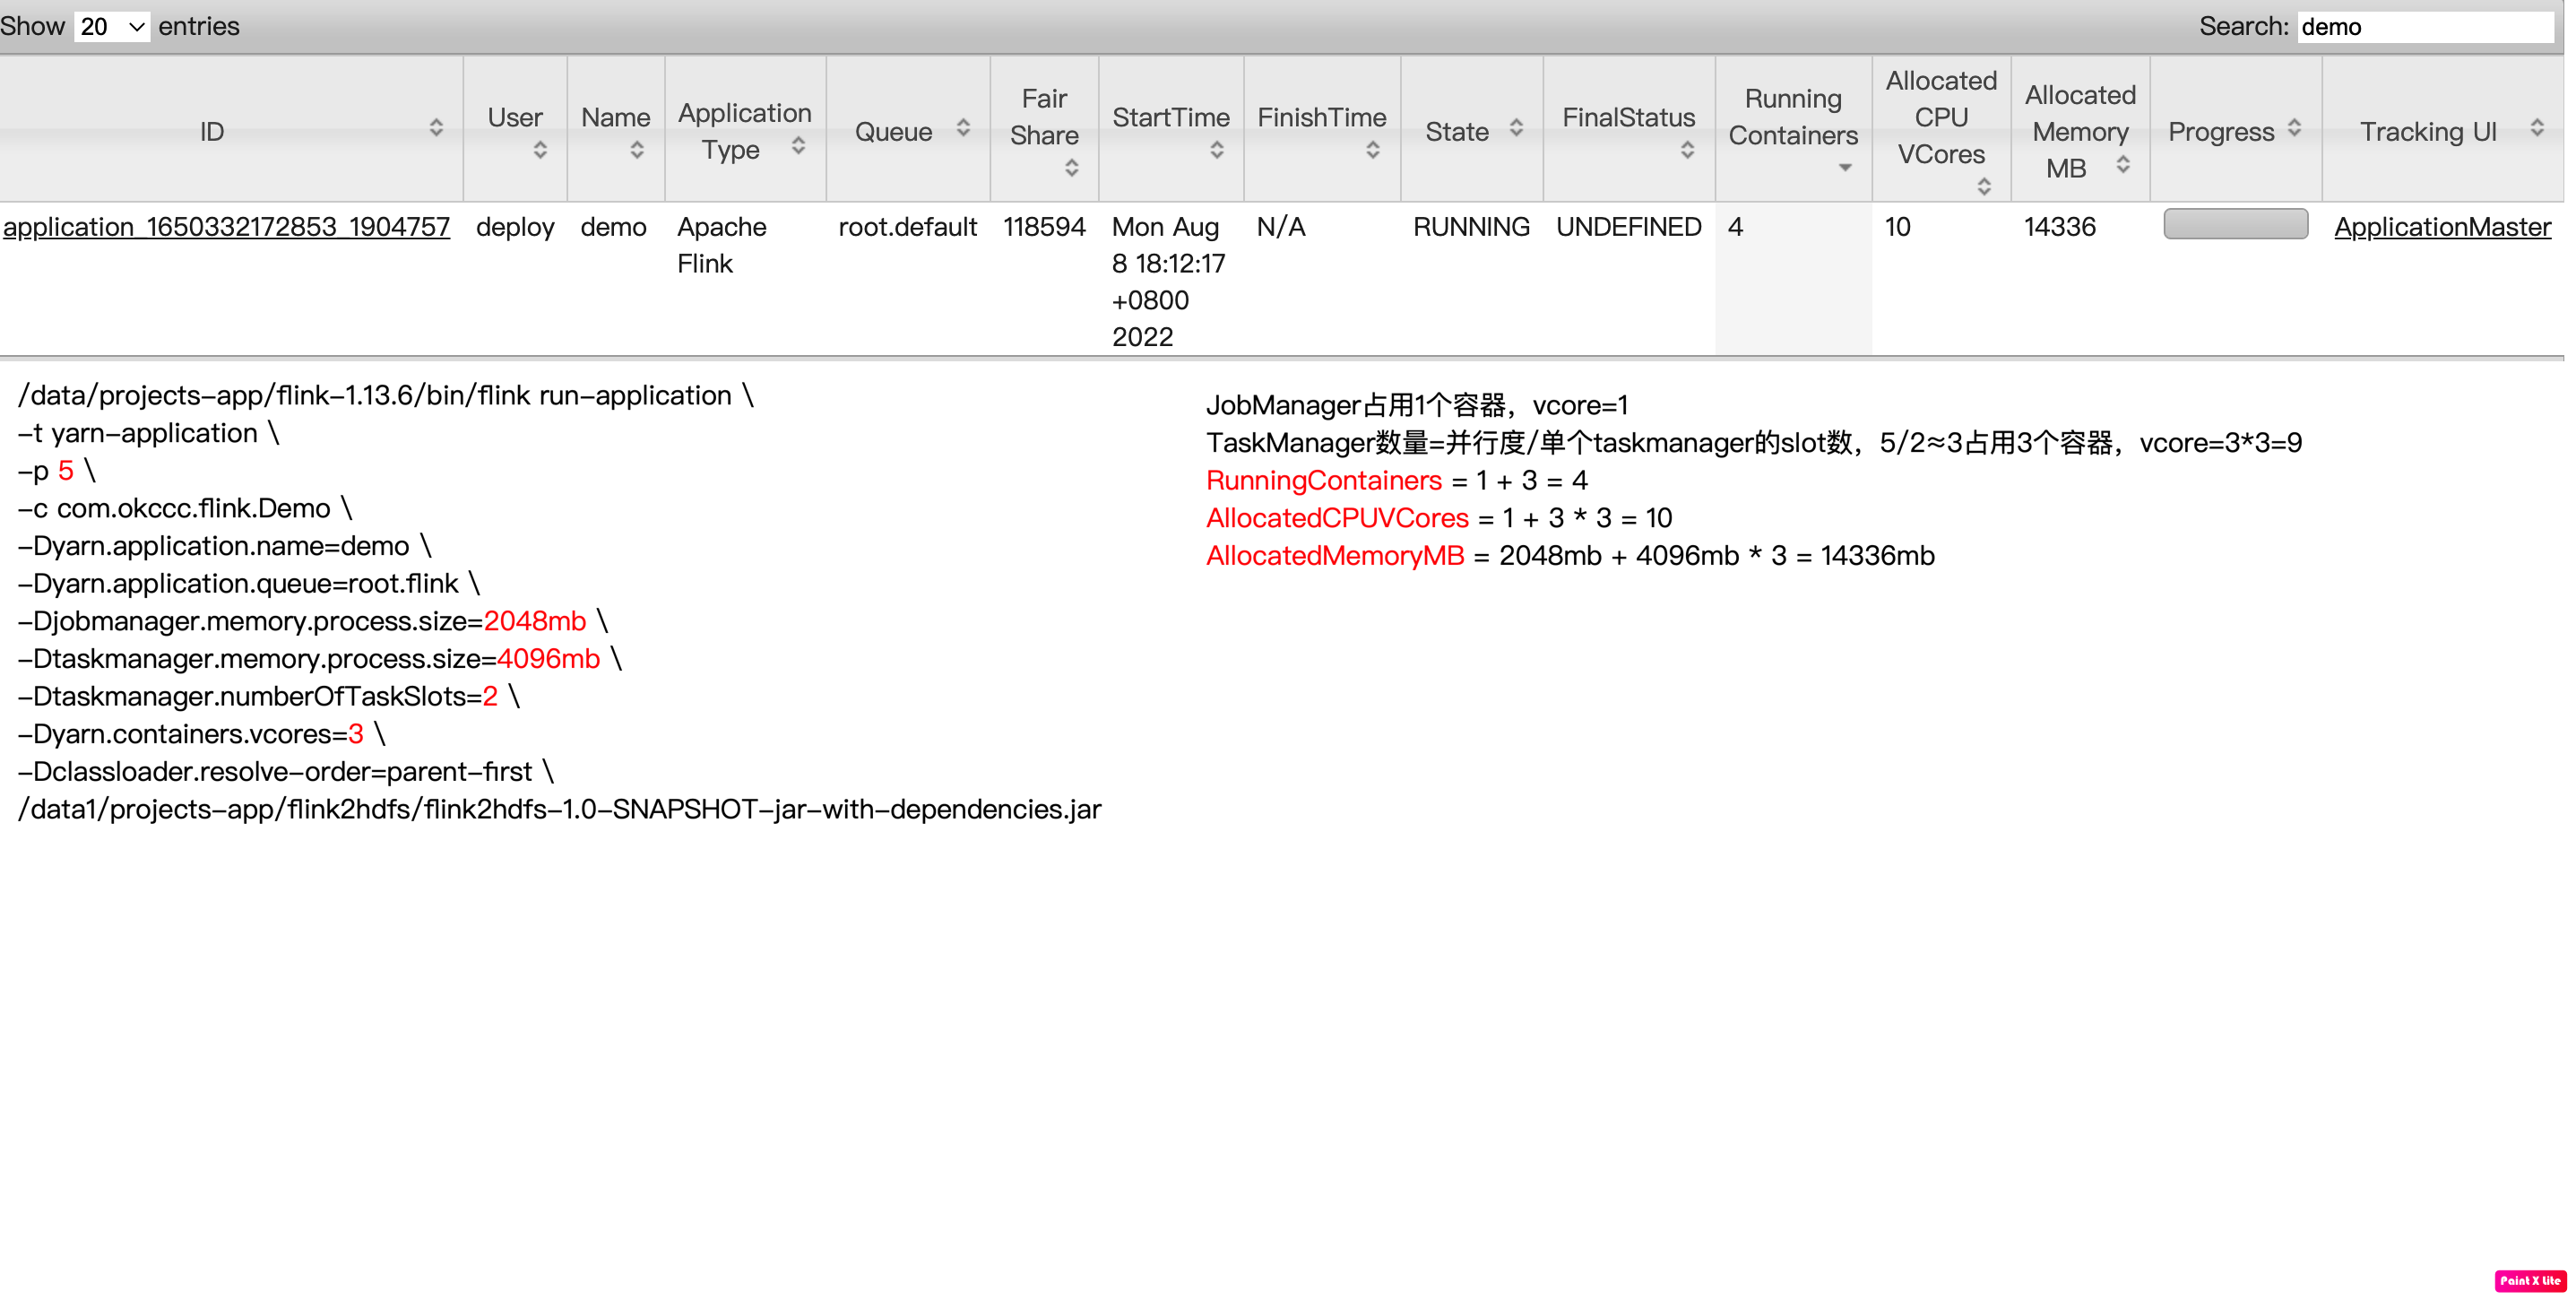 Show 20 entries Search: demo
ID User Name Application Type Queue Fair Share StartTime FinishTime State FinalStatus Running Containers Allocated CPU VCores Allocated Memory MB Progress Tracking UI
application_1650332172853_1904757 deploy demo Apache Flink root.default 118594 Mon Aug 8 18:12:17 +0800 2022 N/A RUNNING UNDEFINED 4 10 14336 ApplicationMaster
/data/projects-app/flink-1.13.6/bin/flink run-application \
-t yarn-application \
-p 5 \
-c com.okccc.flink.Demo \
-Dyarn.application.name=demo \
-Dyarn.application.queue=root.flink \
-Djobmanager.memory.process.size=2048mb \
-Dtaskmanager.memory.process.size=4096mb \
-Dtaskmanager.numberOfTaskSlots=2 \
-Dyarn.containers.vcores=3 \
-Dclassloader.resolve-order=parent-first \
/data1/projects-app/flink2hdfs/flink2hdfs-1.0-SNAPSHOT-jar-with-dependencies.jar
JobManager占用1个容器，vcore=1
TaskManager数量=并行度/单个taskmanager的slot数，5/2≈3占用3个容器，vcore=3*3=9
RunningContainers = 1 + 3 = 4
AllocatedCPUVCores = 1 + 3 * 3 = 10
AllocatedMemoryMB = 2048mb + 4096mb * 3 = 14336mb
Paint X Lite